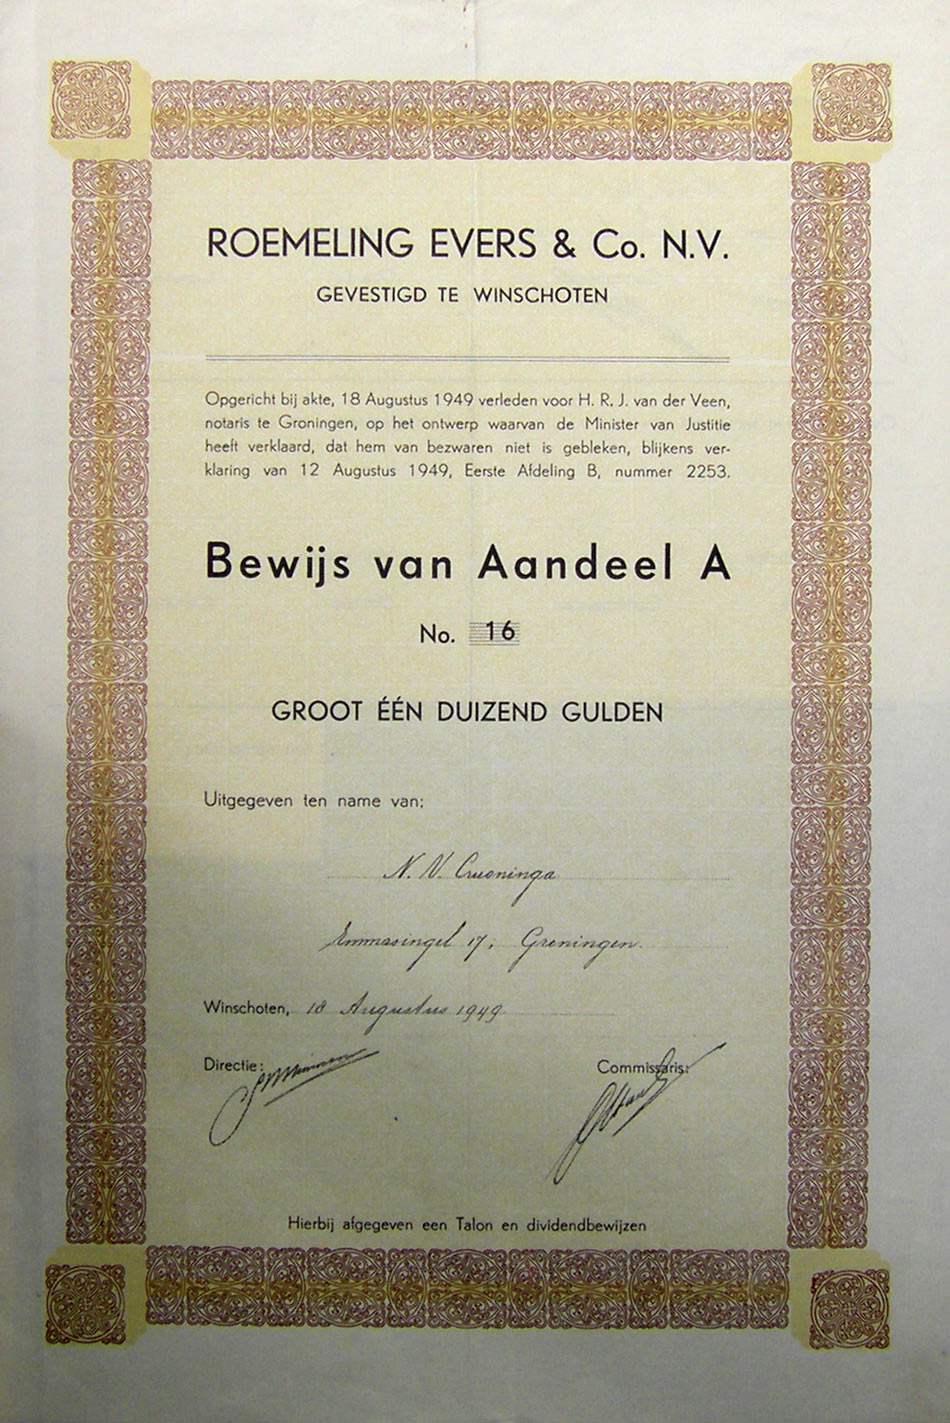 ROEMELING EVERS & Co. N.V.
GEVESTIGD TE WINSCHOTEN
Opgericht bij akte, 18 Augustus 1949 verleden voor H. R. J. van der Veen,
notaris te Groningen, op het ontwerp waarvan de Minister van Justitie
heeft verklaard, dat hem van bezwaren niet is gebleken, blijkens ver-
klaring van 12 Augustus 1949, Eerste Afdeling B, nummer 2253.
Bewijs van Aandeel A
No. 16
GROOT ÉÉN DUIZEND GULDEN
Uitgegeven ten name van:
N. V. Cruoninga
Emmasingel 17, Groningen.
Winschoten, 18 Augustus 1949
Directie: Commissaris:
Hierbij afgegeven een Talon en dividendbewijzen